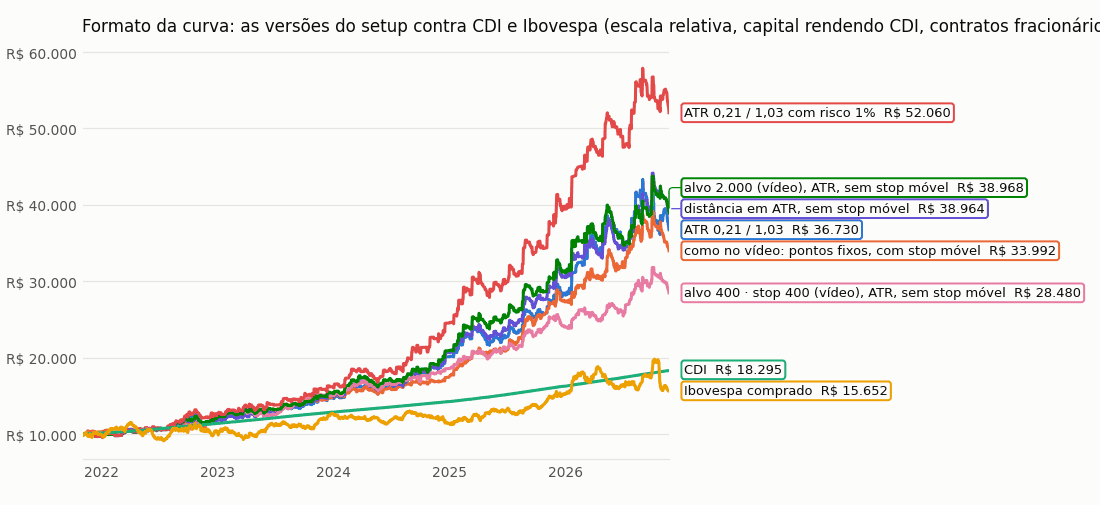 Formato da curva: as versões do setup contra CDI e Ibovespa (escala relativa, capital rendendo CDI, contratos fracionário
R$ 60.000
R$ 50.000
R$ 40.000
R$ 30.000
R$ 20.000
R$ 10.000
ATR 0,21 / 1,03 com risco 1% R$ 52.060
alvo 2.000 (vídeo), ATR, sem stop móvel R$ 38.968
distância em ATR, sem stop móvel R$ 38.964
ATR 0,21 / 1,03 R$ 36.730
como no vídeo: pontos fixos, com stop móvel R$ 33.992
alvo 400 · stop 400 (vídeo), ATR, sem stop móvel R$ 28.480
CDI R$ 18.295
Ibovespa comprado R$ 15.652
2022 2023 2024 2025 2026